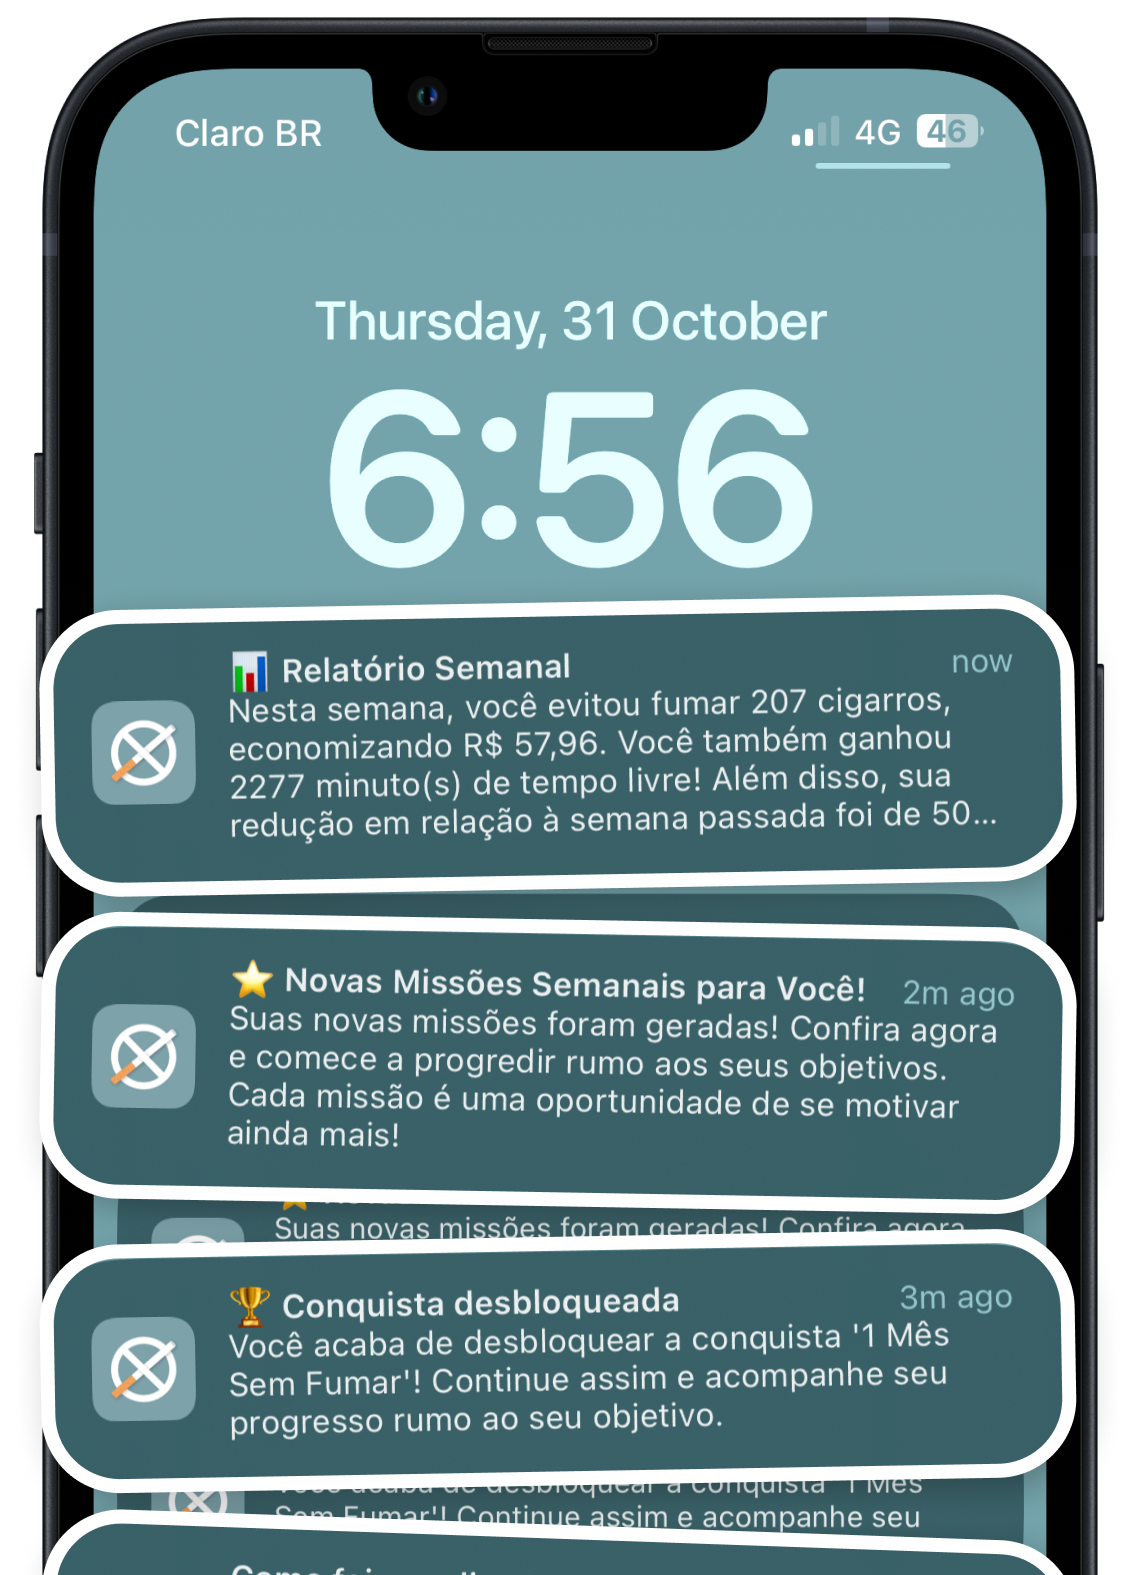 Claro BR
4G 46
Thursday, 31 October
6:56
Relatório Semanal
now
Nesta semana, você evitou fumar 207 cigarros,
economizando R$ 57,96. Você também ganhou
2277 minuto(s) de tempo livre! Além disso, sua
redução em relação à semana passada foi de 50...
Novas Missões Semanais para Você!
2m ago
Suas novas missões foram geradas! Confira agora
e comece a progredir rumo aos seus objetivos.
Cada missão é uma oportunidade de se motivar
ainda mais!
Suas novas missões foram geradas! Confira agora
Conquista desbloqueada
3m ago
Você acaba de desbloquear a conquista '1 Mês
Sem Fumar'! Continue assim e acompanhe seu
progresso rumo ao seu objetivo.
Você acaba de desbloquear a conquista '1 Mês
Sem Fumar'! Continue assim e acompanhe seu